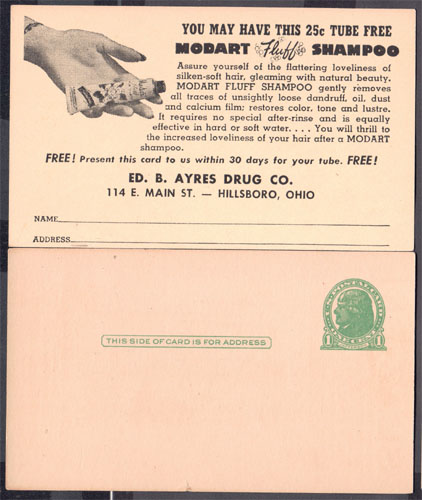 YOU MAY HAVE THIS 25c TUBE FREE
MODART Fluff SHAMPOO
Assure yourself of the flattering loveliness of
silken-soft hair, gleaming with natural beauty.
MODART FLUFF SHAMPOO gently removes
all traces of unsightly loose dandruff, oil, dust
and calcium film; restores color, tone and lustre.
It requires no special after-rinse and is equally
effective in hard or soft water. . . . You will thrill to
the increased loveliness of your hair after a MODART
shampoo.
FREE! Present this card to us within 30 days for your tube. FREE!
ED. B. AYRES DRUG CO.
114 E. MAIN ST. — HILLSBORO, OHIO
NAME
ADDRESS
THIS SIDE OF CARD IS FOR ADDRESS
U.S. POSTAL CARD
1 1